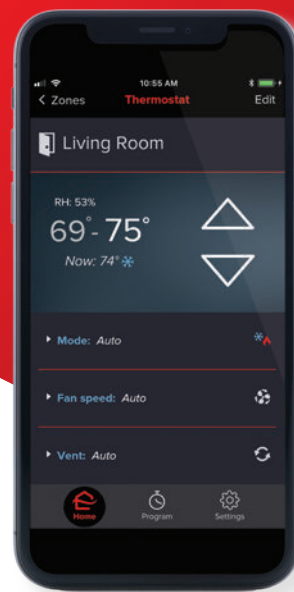 10:55 AM
Zones Thermostat Edit
Living Room
RH: 53%
69°- 75°
Now: 74°
Mode: Auto
Fan speed: Auto
Vent: Auto
Home Program Settings